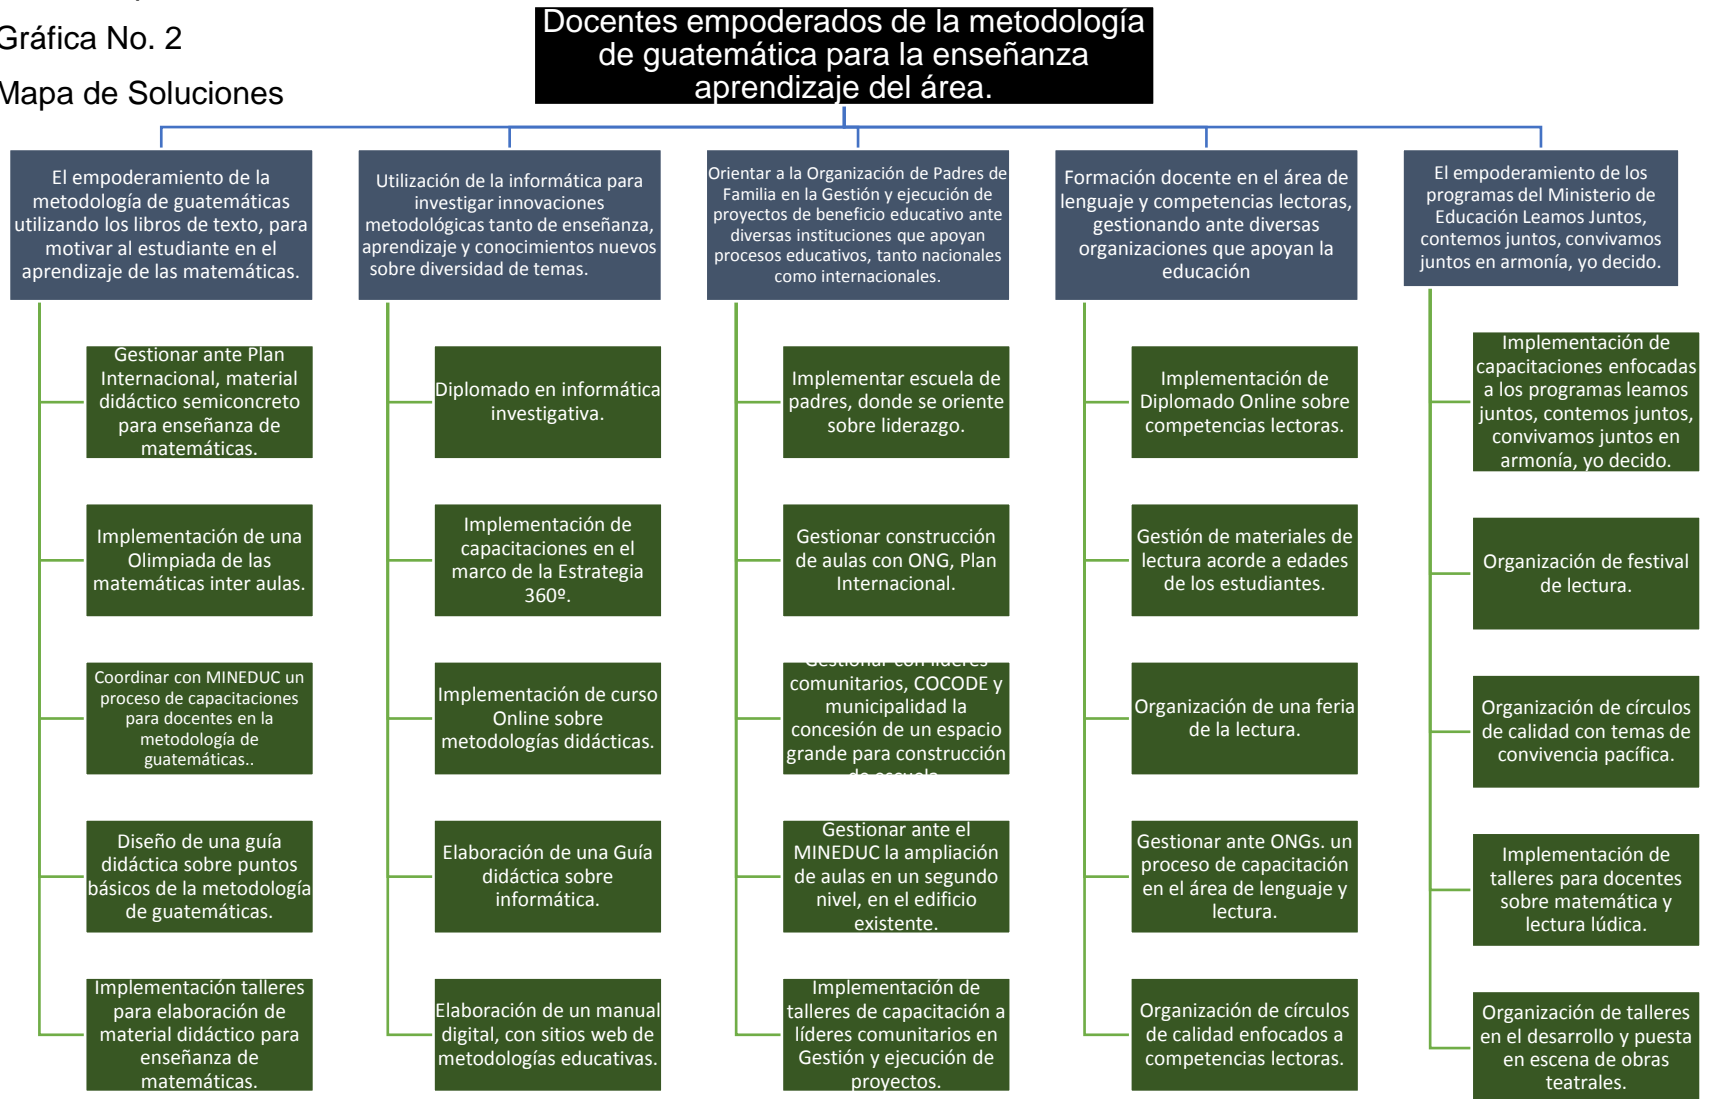 Gráfica No. 2
Mapa de Soluciones
Docentes empoderados de la metodología
de guatemática para la enseñanza
aprendizaje del área.
El empoderamiento de la
metodología de guatemáticas
utilizando los libros de texto, para
motivar al estudiante en el
aprendizaje de las matemáticas.
Gestionar ante Plan
Internacional, material
didáctico semiconcreto
para enseñanza de
matemáticas.
Implementación de una
Olimpiada de las
matemáticas inter aulas.
Coordinar con MINEDUC un
proceso de capacitaciones
para docentes en la
metodología de
guatemáticas..
Diseño de una guía
didáctica sobre puntos
básicos de la metodología
de guatemáticas.
Implementación talleres
para elaboración de
material didáctico para
enseñanza de
matemáticas.
Utilización de la informática para
investigar innovaciones
metodológicas tanto de enseñanza,
aprendizaje y conocimientos nuevos
sobre diversidad de temas.
Diplomado en informática
investigativa.
Implementación de
capacitaciones en el
marco de la Estrategia
360º.
Implementación de curso
Online sobre
metodologías didácticas.
Elaboración de una Guía
didáctica sobre
informática.
Elaboración de un manual
digital, con sitios web de
metodologías educativas.
Orientar a la Organización de Padres de
Familia en la Gestión y ejecución de
proyectos de beneficio educativo ante
diversas instituciones que apoyan
procesos educativos, tanto nacionales
como internacionales.
Implementar escuela de
padres, donde se oriente
sobre liderazgo.
Gestionar construcción
de aulas con ONG, Plan
Internacional.
Gestionar con líderes
comunitarios, COCODE y
municipalidad la
concesión de un espacio
grande para construcción
de escuela
Gestionar ante el
MINEDUC la ampliación
de aulas en un segundo
nivel, en el edificio
existente.
Implementación de
talleres de capacitación a
líderes comunitarios en
Gestión y ejecución de
proyectos.
Formación docente en el área de
lenguaje y competencias lectoras,
gestionando ante diversas
organizaciones que apoyan la
educación
Implementación de
Diplomado Online sobre
competencias lectoras.
Gestión de materiales de
lectura acorde a edades
de los estudiantes.
Organización de una feria
de la lectura.
Gestionar ante ONGs. un
proceso de capacitación
en el área de lenguaje y
lectura.
Organización de círculos
de calidad enfocados a
competencias lectoras.
El empoderamiento de los
programas del Ministerio de
Educación Leamos Juntos,
contemos juntos, convivamos
juntos en armonía, yo decido.
Implementación de
capacitaciones enfocadas
a los programas leamos
juntos, contemos juntos,
convivamos juntos en
armonía, yo decido.
Organización de festival
de lectura.
Organización de círculos
de calidad con temas de
convivencia pacífica.
Implementación de
talleres para docentes
sobre matemática y
lectura lúdica.
Organización de talleres
en el desarrollo y puesta
en escena de obras
teatrales.